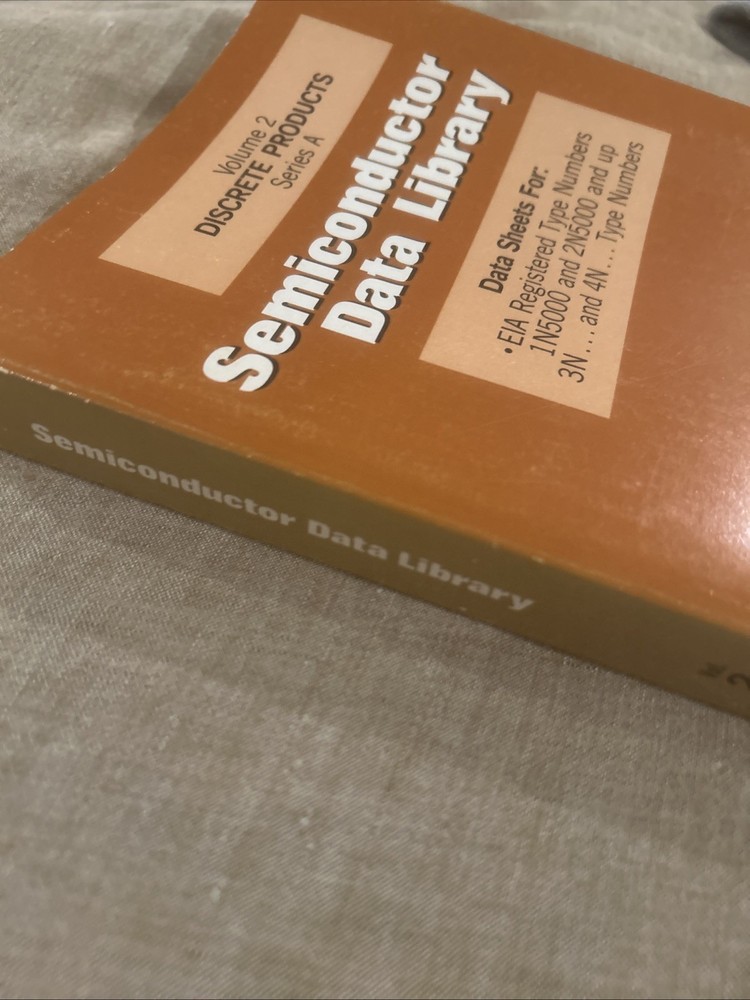 Volume 2
DISCRETE PRODUCTS
Series A
Semiconductor
Data Library
Data Sheets For:
• EIA Registered Type Numbers
1N5000 and 2N5000 and up
3N... and 4N... Type Numbers
Semiconductor Data Library